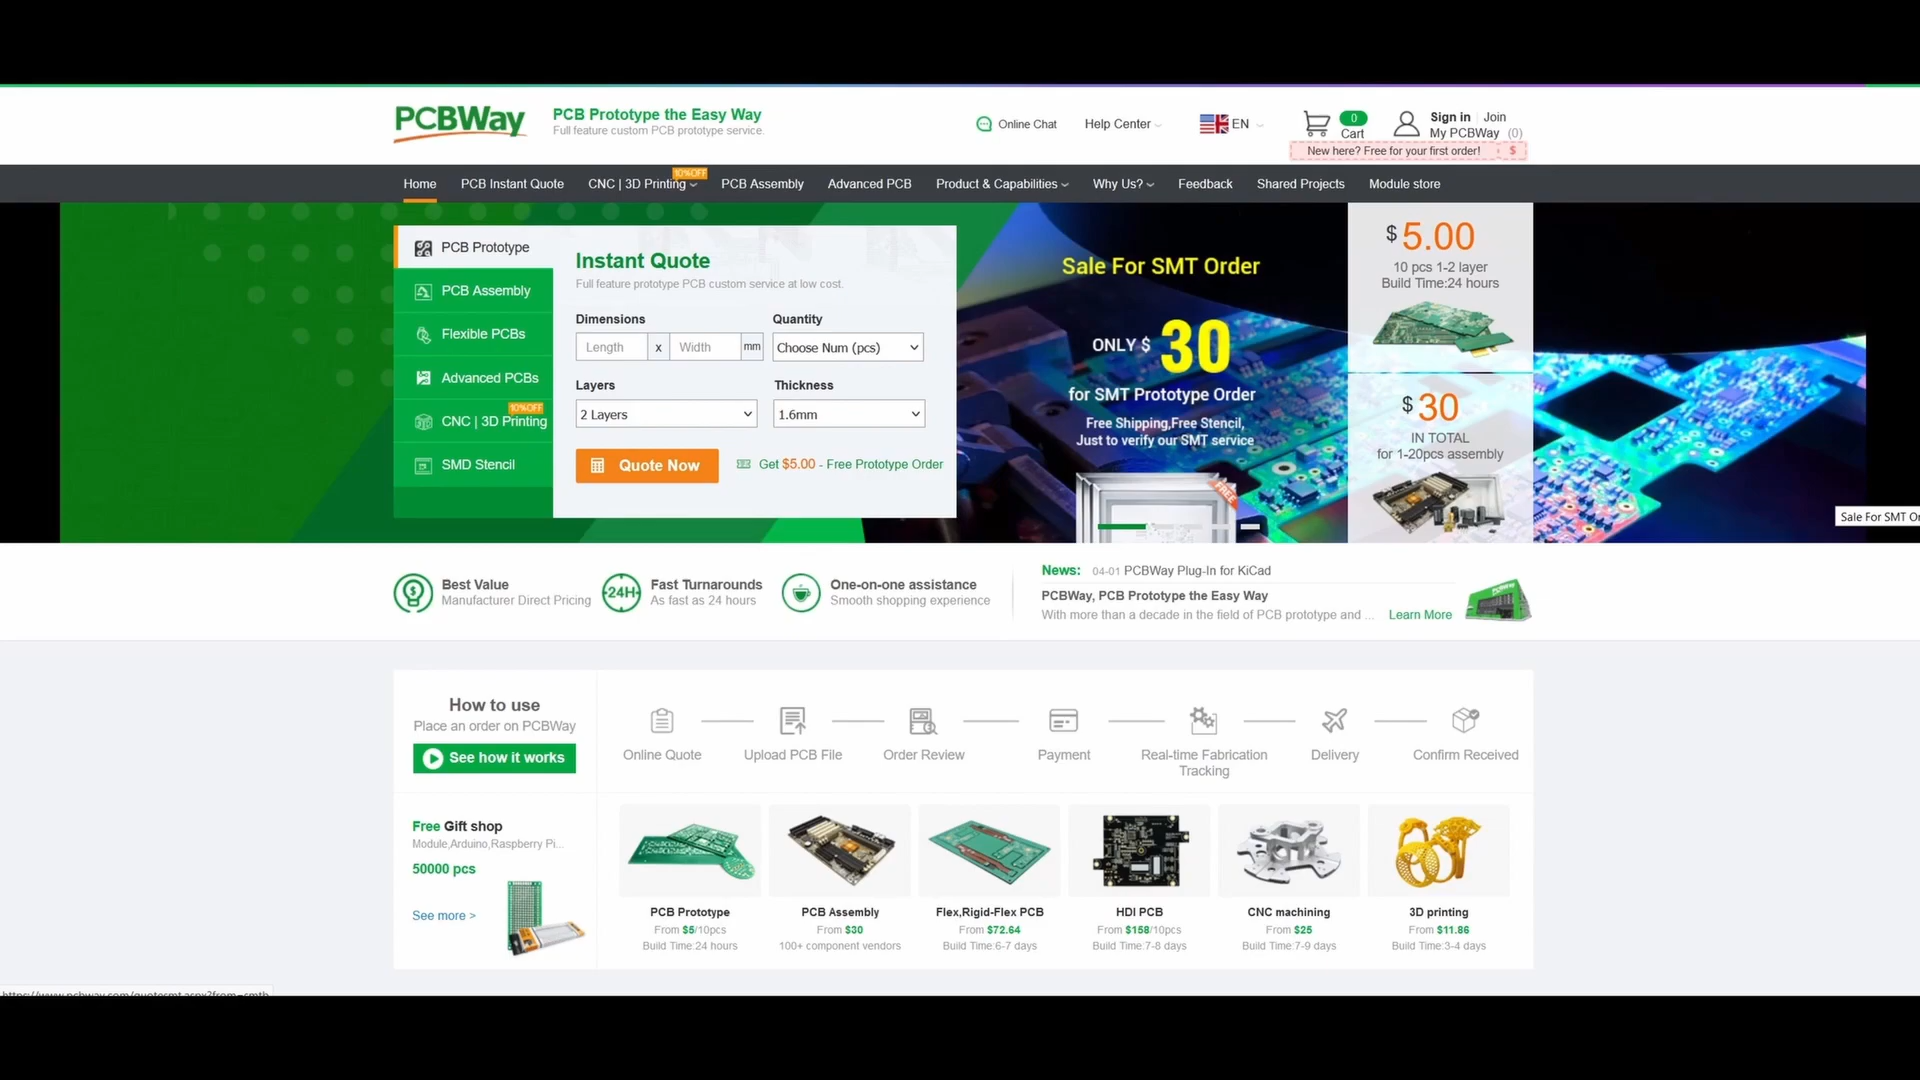 PCBWay
PCB Prototype the Easy Way
Full feature custom PCB prototype service.
Online Chat
Help Center
EN
0
Cart
Sign in
Join
My PCBWay (0)
New here? Free for your first order! $
Home
PCB Instant Quote
CNC | 3D Printing
10%OFF
PCB Assembly
Advanced PCB
Product & Capabilities
Why Us?
Feedback
Shared Projects
Module store
PCB Prototype
PCB Assembly
Flexible PCBs
Advanced PCBs
10%OFF
CNC | 3D Printing
SMD Stencil
Instant Quote
Full feature prototype PCB custom service at low cost.
Dimensions
Quantity
Length x Width mm
Choose Num (pcs)
Layers
Thickness
2 Layers
1.6mm
Quote Now
Get $5.00 - Free Prototype Order
Sale For SMT Order
ONLY $ 30
for SMT Prototype Order
Free Shipping,Free Stencil,
Just to verify our SMT service
FREE
$ 5.00
10 pcs 1-2 layer
Build Time:24 hours
$ 30
IN TOTAL
for 1-20pcs assembly
Sale For SMT Or
Best Value
Manufacturer Direct Pricing
24H
Fast Turnarounds
As fast as 24 hours
One-on-one assistance
Smooth shopping experience
News: 04-01 PCBWay Plug-In for KiCad
PCBWay, PCB Prototype the Easy Way
With more than a decade in the field of PCB prototype and ...
Learn More
How to use
Place an order on PCBWay
See how it works
Online Quote
Upload PCB File
Order Review
Payment
Real-time Fabrication
Tracking
Delivery
Confirm Received
Free Gift shop
Module,Arduino,Raspberry Pi...
50000 pcs
See more >
PCB Prototype
From $5/10pcs
Build Time:24 hours
PCB Assembly
From $30
100+ component vendors
Flex,Rigid-Flex PCB
From $72.64
Build Time:6-7 days
HDI PCB
From $158/10pcs
Build Time:7-8 days
CNC machining
From $25
Build Time:7-9 days
3D printing
From $11.86
Build Time:3-4 days